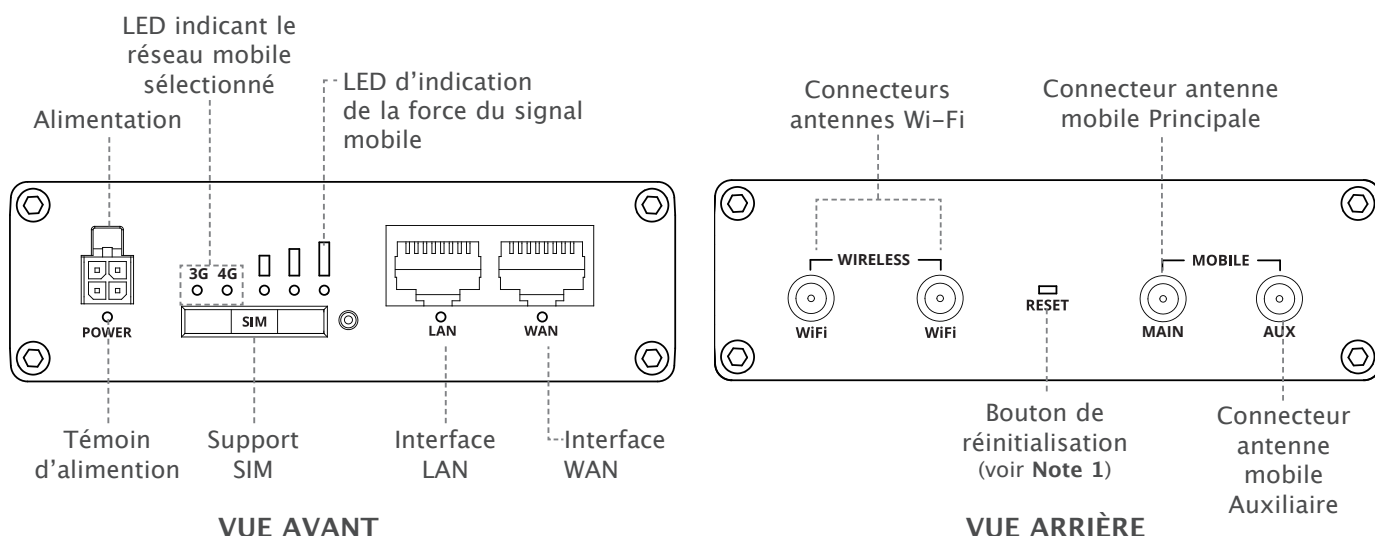 LED indicant le
réseau mobile
sélectionné
LED d'indication
de la force du signal
mobile
Alimentation
3G 4G
POWER
SIM
LAN
WAN
Témoin
d'alimention
Support
SIM
Interface
LAN
Interface
WAN
VUE AVANT
Connecteurs
antennes Wi-Fi
Connecteur antenne
mobile Principale
WIRELESS
MOBILE
WiFi
WiFi
RESET
MAIN
AUX
Bouton de
réinitialisation
(voir Note 1)
Connecteur
antenne
mobile
Auxiliaire
VUE ARRIÈRE